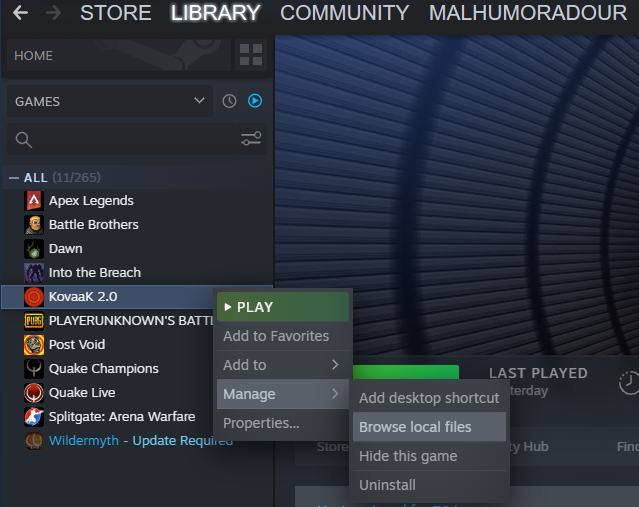 STORE LIBRARY COMMUNITY MALHUMORADOUR
HOME
GAMES
ALL (11/265)
Apex Legends
Battle Brothers
Dawn
Into the Breach
KovaaK 2.0
PLAYERUNKNOWN'S BATTL
Post Void
Quake Champions
Quake Live
Splitgate: Arena Warfare
Wildermyth - Update Required
PLAY
Add to Favorites
Add to
Manage
Properties...
Add desktop shortcut
Browse local files
Hide this game
Uninstall
LAST PLAYED
terday
Store
ty Hub
Find